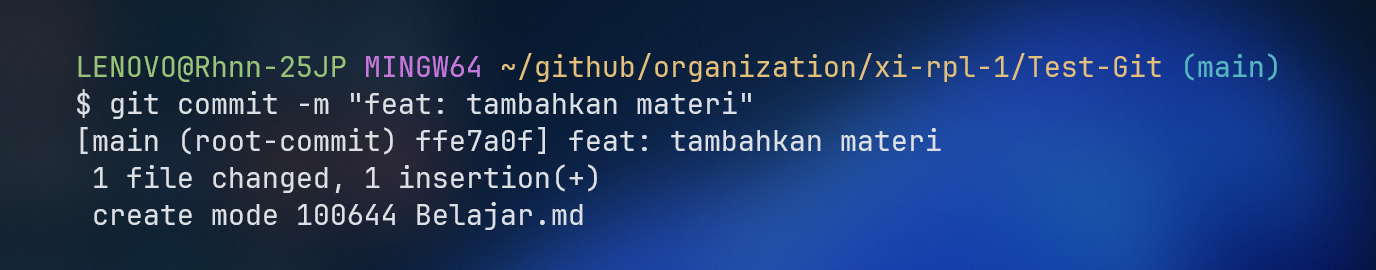 LENOVO@Rhnn-25JP MINGW64 ~/github/organization/xi-rpl-1/Test-Git (main)
$ git commit -m "feat: tambahkan materi"
[main (root-commit) ffe7a0f] feat: tambahkan materi
 1 file changed, 1 insertion(+)
 create mode 100644 Belajar.md